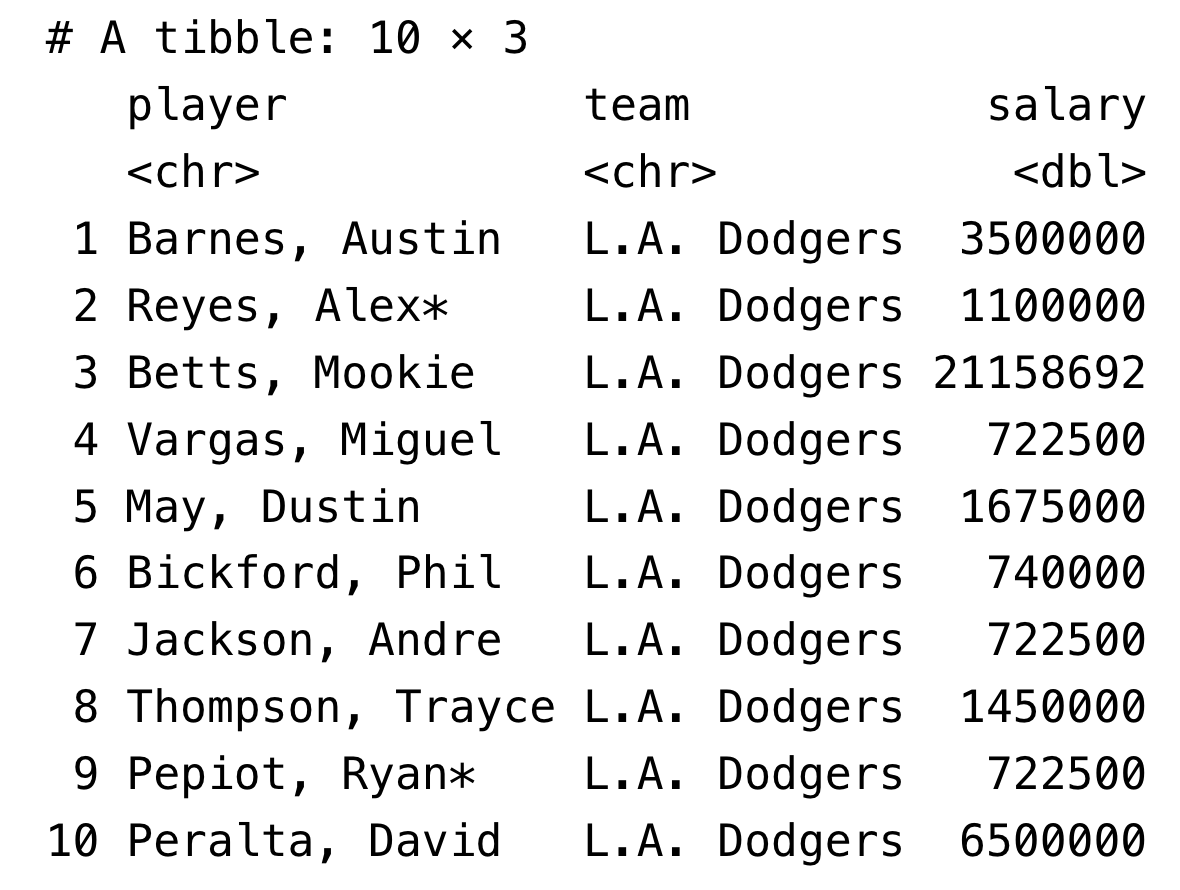 # A tibble: 10 × 3
player team salary
<chr> <chr> <dbl>
1 Barnes, Austin L.A. Dodgers 3500000
2 Reyes, Alex* L.A. Dodgers 1100000
3 Betts, Mookie L.A. Dodgers 21158692
4 Vargas, Miguel L.A. Dodgers 722500
5 May, Dustin L.A. Dodgers 1675000
6 Bickford, Phil L.A. Dodgers 740000
7 Jackson, Andre L.A. Dodgers 722500
8 Thompson, Trayce L.A. Dodgers 1450000
9 Pepiot, Ryan* L.A. Dodgers 722500
10 Peralta, David L.A. Dodgers 6500000